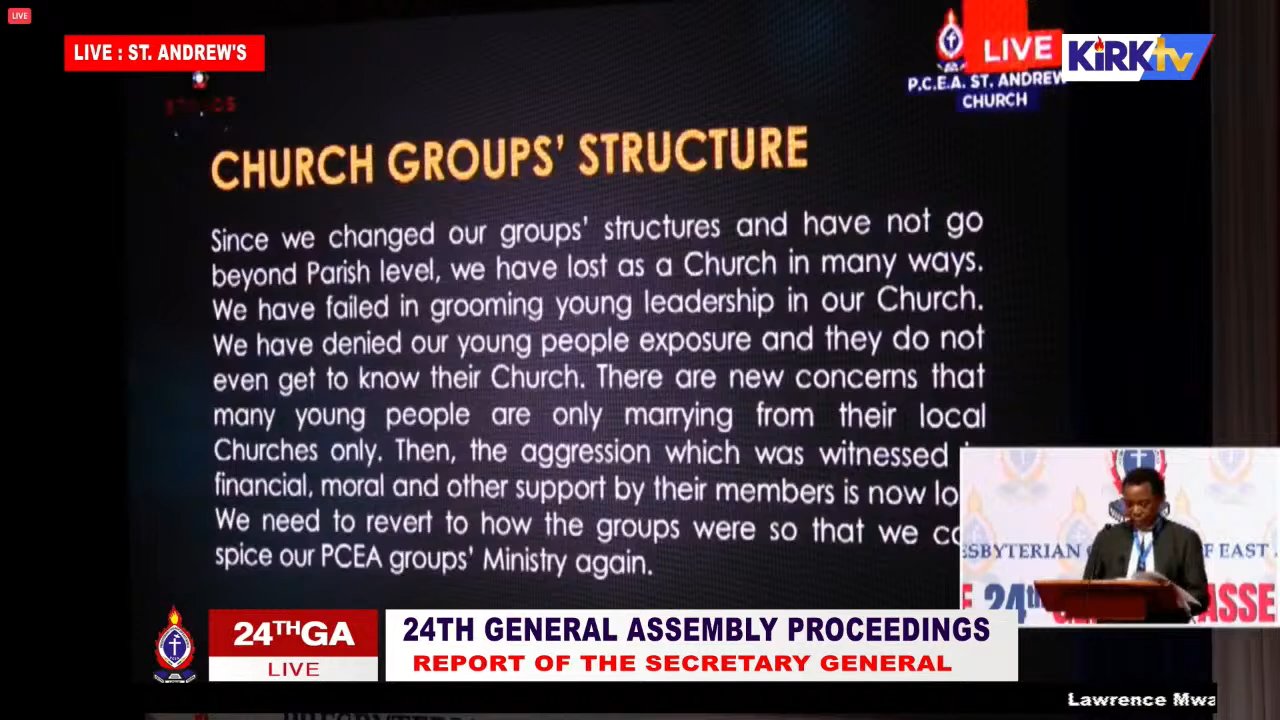 LIVE
LIVE : ST. ANDREW'S
LIVE
KiRKtv
P.C.E.A. ST. ANDREW
CHURCH
CHURCH GROUPS' STRUCTURE
Since we changed our groups' structures and have not go
beyond Parish level, we have lost as a Church in many ways.
We have failed in grooming young leadership in our Church.
We have denied our young people exposure and they do not
even get to know their Church. There are new concerns that
many young people are only marrying from their local
Churches only. Then, the aggression which was witnessed
financial, moral and other support by their members is now
We need to revert to how the groups were so that we
spice our PCEA groups' Ministry again.
F EAST
24th
24TH GA
LIVE
24TH GENERAL ASSEMBLY PROCEEDINGS
REPORT OF THE SECRETARY GENERAL
Lawrence